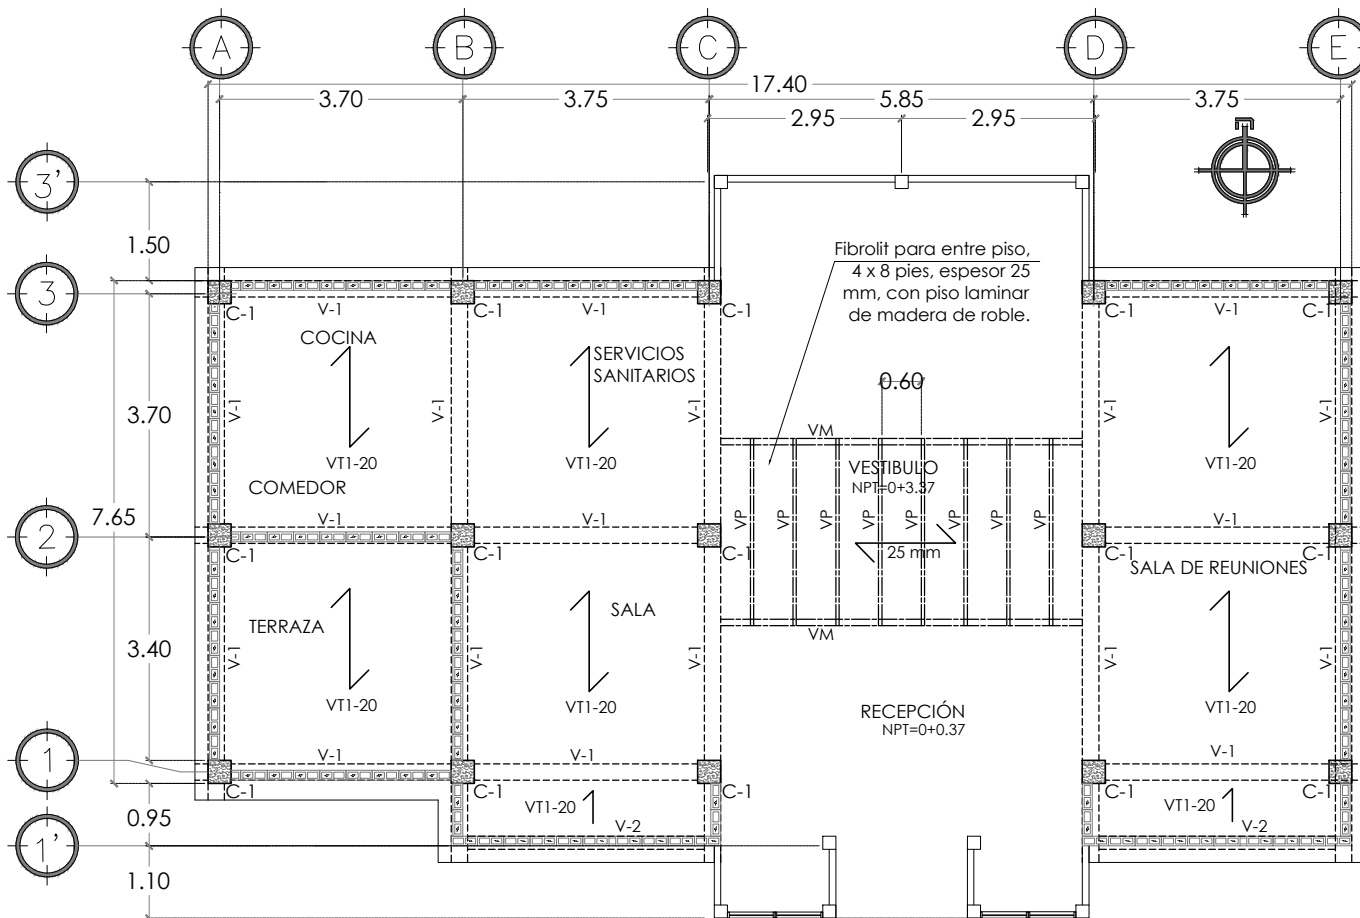 A B C D E
17.40
3.70 3.75 5.85 3.75
2.95 2.95
3'
1.50
Fibrolit para entre piso,
4 x 8 pies, espesor 25
mm, con piso laminar
de madera de roble.
3
C-1 V-1 C-1 V-1 C-1 C-1 V-1 C-1
COCINA
SERVICIOS
SANITARIOS
0.60
3.70
V-1 V-1 V-1 V-1 V-1
VM
VT1-20 VT1-20 VT1-20
VESTIBULO
NPT=0+3.37
COMEDOR
7.65
V-1 V-1 V-1
VP VP VP VP VP VP VP VP
2
25 mm
C-1 C-1 C-1 C-1 C-1
SALA DE REUNIONES
TERRAZA
SALA
VM
3.40
V-1 V-1 V-1 V-1 V-1
VT1-20 VT1-20 VT1-20
RECEPCIÓN
NPT=0+0.37
1
V-1 V-1 V-1
C-1 C-1 C-1 C-1 C-1
VT1-20 VT1-20
0.95
V-2 V-2
1'
1.10